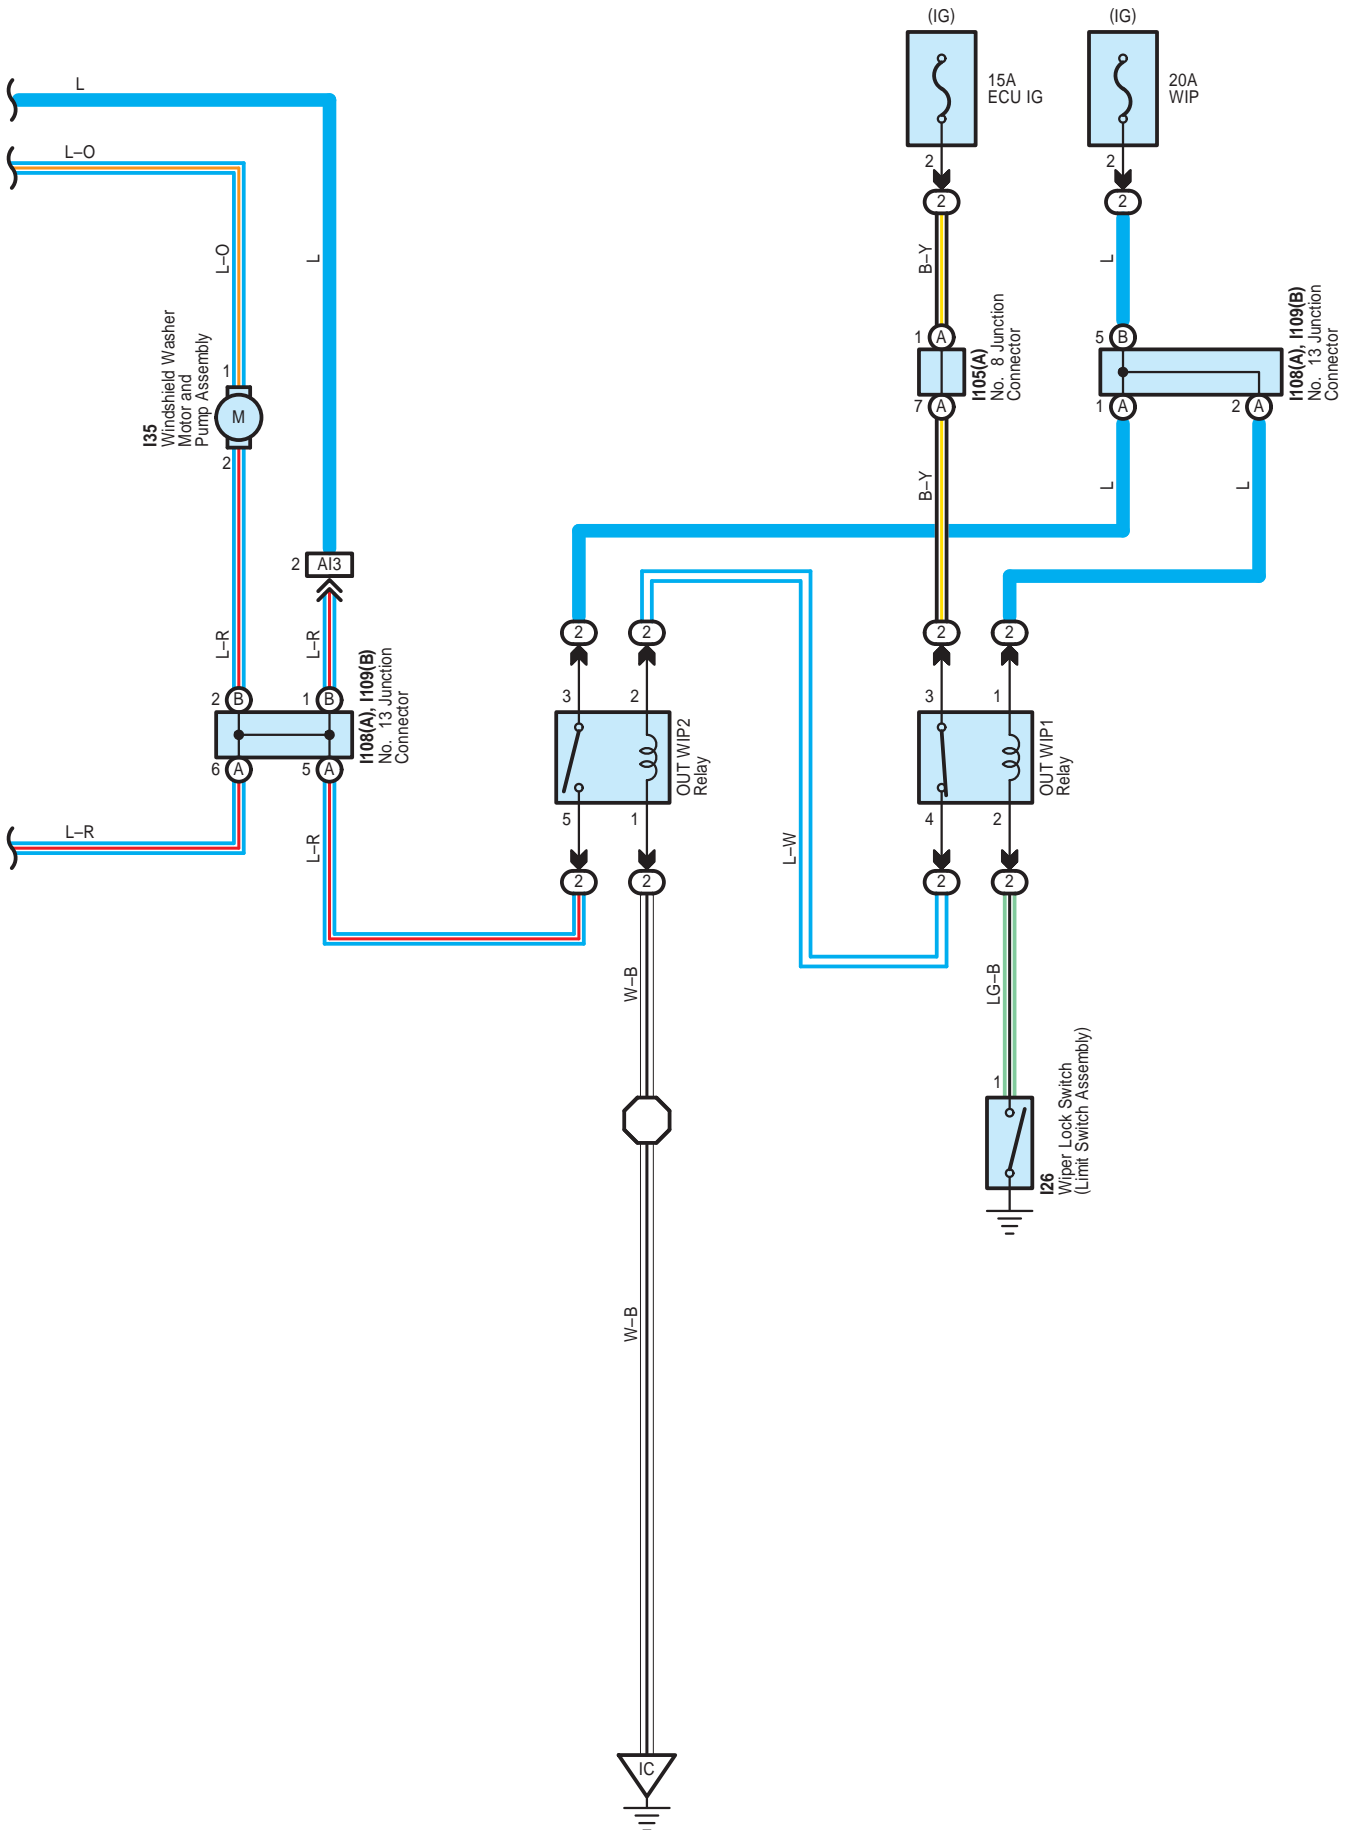 (IG)
(IG)
15A
ECU IG
20A
WIP
L
L–O
2
2
2
2
L–O
L
B–Y
L
I35
Windshield Washer
Motor and
Pump Assembly
1
M
2
1
A
I105(A)
No. 8 Junction
Connector
7
A
5
B
I108(A), I109(B)
No. 13 Junction
Connector
1
A
2
A
B–Y
L
L
2
AI3
L–R
L–R
2
2
2
2
2
B
1
B
I108(A), I109(B)
No. 13 Junction
Connector
6
A
5
A
3
2
OUT WIP2
Relay
5
1
3
1
OUT WIP1
Relay
4
2
L–R
L–R
L–W
2
2
2
2
W–B
LG–B
1
I26
Wiper Lock Switch
(Limit Switch Assembly)
W–B
IC